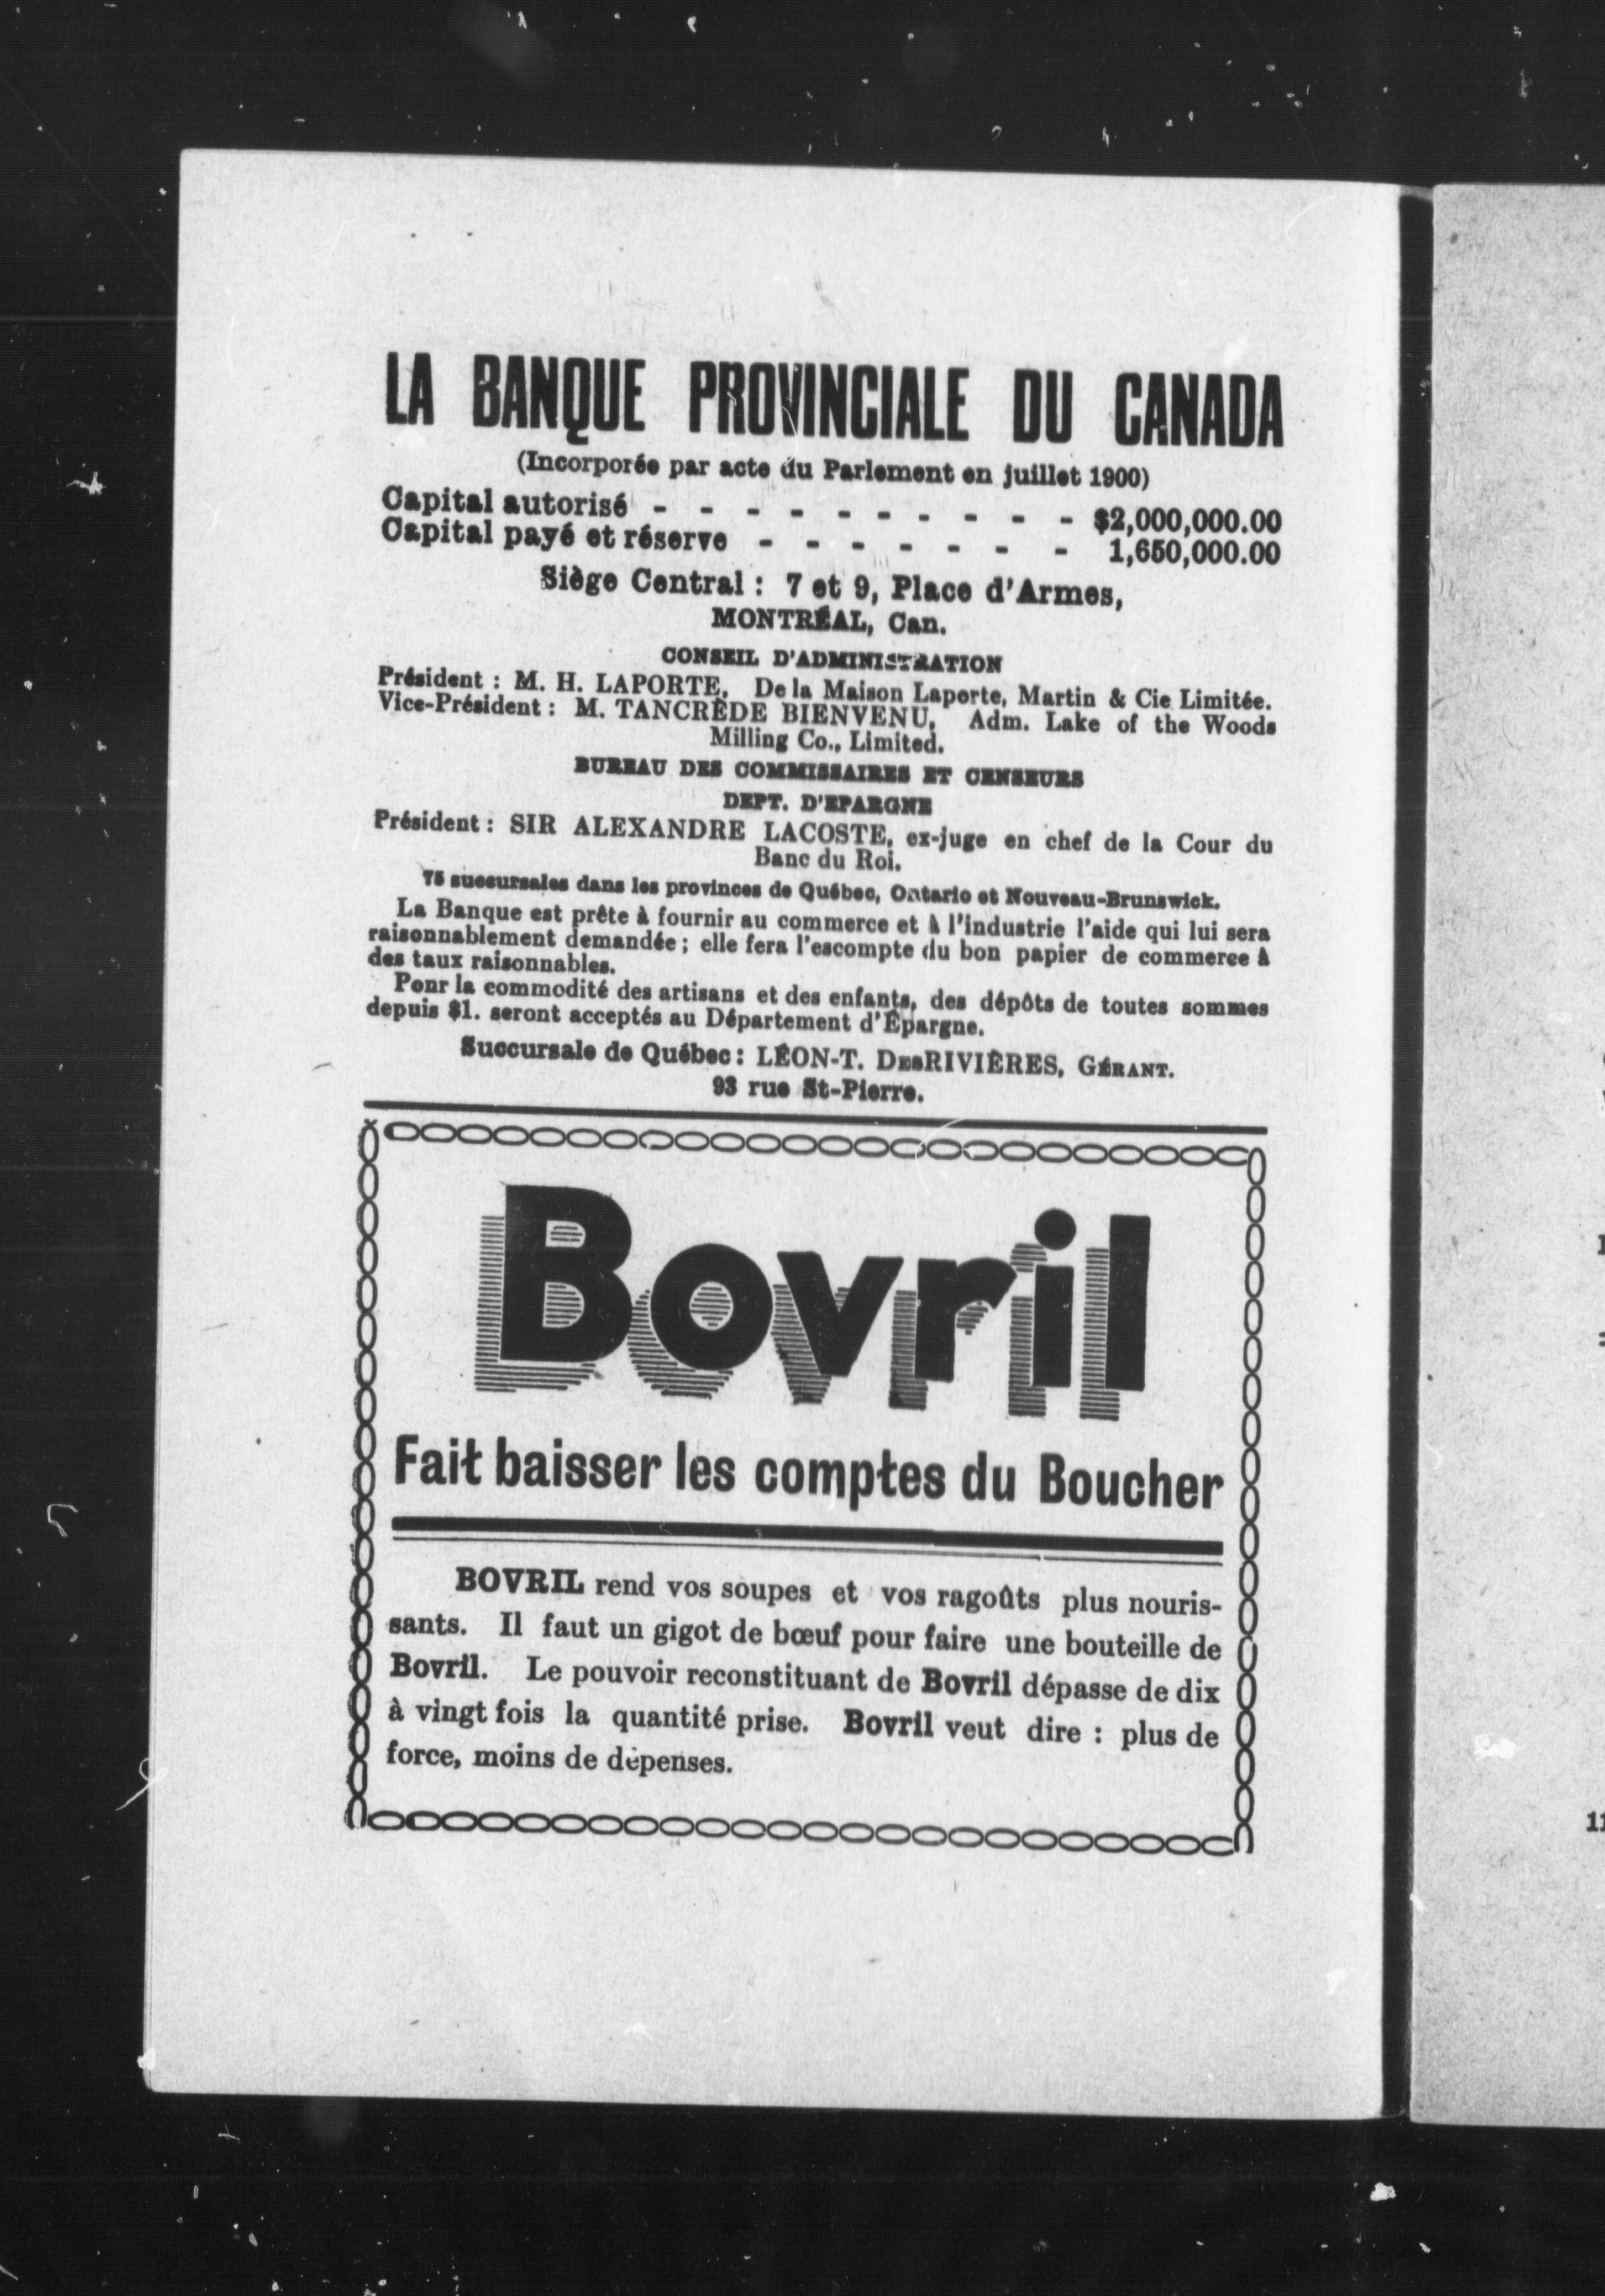 LA BANQUE PROVINCIALE DU CANADA
(Incorporée par acte du Parlement en juillet 1900)
Capital autorisé - - - - - - - - - - $2,000,000.00
Capital payé et réserve - - - - - - - 1,650,000.00
Siège Central : 7 et 9, Place d'Armes,
MONTRÉAL, Can.
CONSEIL D'ADMINISTRATION
Président : M. H. LAPORTE, De la Maison Laporte, Martin & Cie Limitée.
Vice-Président : M. TANCRÈDE BIENVENU, Adm. Lake of the Woods
Milling Co., Limited.
BUREAU DES COMMISSAIRES ET CENSEURS
DEPT. D'EPARGNE
Président : SIR ALEXANDRE LACOSTE, ex-juge en chef de la Cour du
Banc du Roi.
75 succursales dans les provinces de Québec, Ontario et Nouveau-Brunswick.
La Banque est prête à fournir au commerce et à l'industrie l'aide qui lui sera
raisonnablement demandée ; elle fera l'escompte du bon papier de commerce à
des taux raisonnables.
Ponr la commodité des artisans et des enfants, des dépôts de toutes sommes
depuis $1. seront acceptés au Département d'Épargne.
Succursale de Québec : LÉON-T. DESRIVIÈRES, GÉRANT.
93 rue St-Pierre.
Bovril
Fait baisser les comptes du Boucher
BOVRIL rend vos soupes et vos ragoûts plus nouris-
sants. Il faut un gigot de bœuf pour faire une bouteille de
Bovril. Le pouvoir reconstituant de Bovril dépasse de dix
à vingt fois la quantité prise. Bovril veut dire : plus de
force, moins de dépenses.